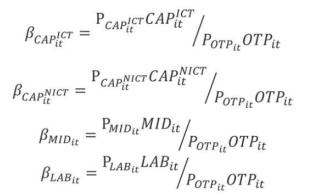 β_{CAP_{it}^{ICT}} = P_{CAP_{it}^{ICT}} CAP_{it}^{ICT} / P_{OTP_{it}} OTP_{it}
β_{CAP_{it}^{NICT}} = P_{CAP_{it}^{NICT}} CAP_{it}^{NICT} / P_{OTP_{it}} OTP_{it}
β_{MID_{it}} = P_{MID_{it}} MID_{it} / P_{OTP_{it}} OTP_{it}
β_{LAB_{it}} = P_{LAB_{it}} LAB_{it} / P_{OTP_{it}} OTP_{it}